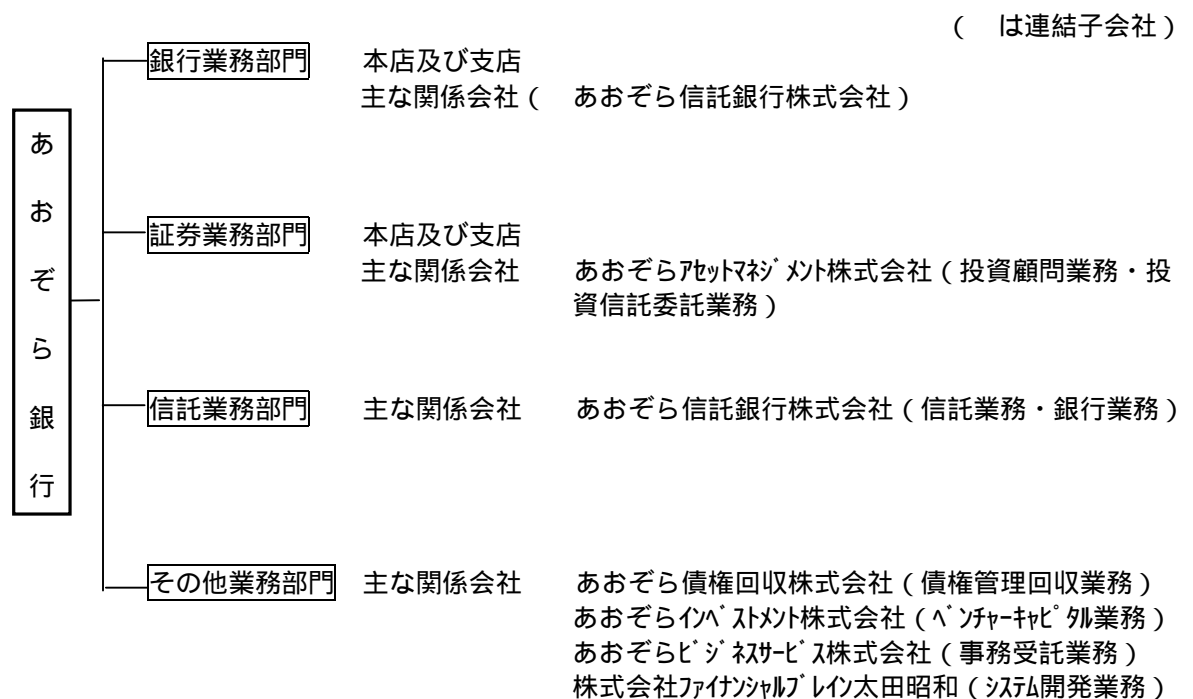 (　は連結子会社)
銀行業務部門　本店及び支店
主な関係会社(　あおぞら信託銀行株式会社)
あおぞら銀行
証券業務部門　本店及び支店
主な関係会社　あおぞらｱｾｯﾄﾏﾈｼﾞﾒﾝﾄ株式会社(投資顧問業務・投
資信託委託業務)
信託業務部門　主な関係会社　あおぞら信託銀行株式会社(信託業務・銀行業務)
その他業務部門　主な関係会社　あおぞら債権回収株式会社(債権管理回収業務)
あおぞらｲﾝﾍﾞｽﾄﾒﾝﾄ株式会社(ﾍﾞﾝﾁｬｰｷｬﾋﾟﾀﾙ業務)
あおぞらﾋﾞｼﾞﾈｽｻｰﾋﾞｽ株式会社(事務受託業務)
株式会社ﾌｧｲﾅﾝｼｬﾙﾌﾞﾚｲﾝ太田昭和(ｼｽﾃﾑ開発業務)